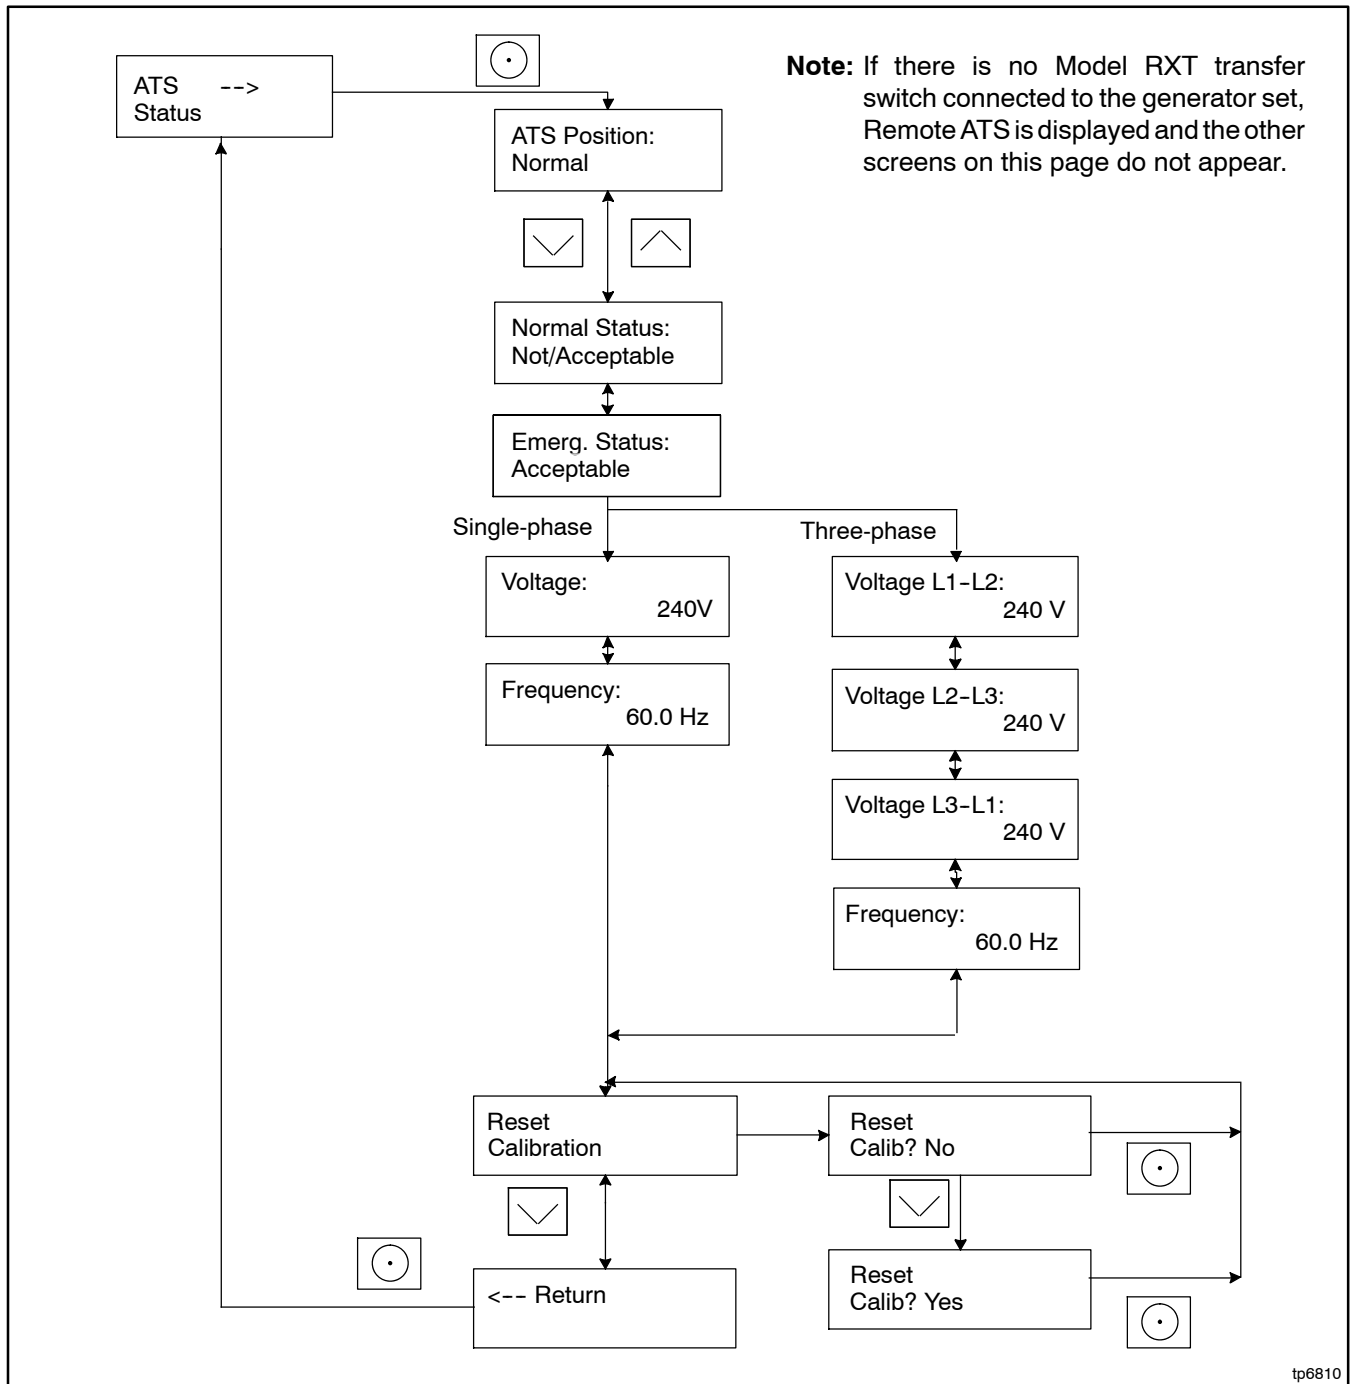 ATS -->
Status
Note: If there is no Model RXT transfer
switch connected to the generator set,
Remote ATS is displayed and the other
screens on this page do not appear.
ATS Position:
Normal
Normal Status:
Not/Acceptable
Emerg. Status:
Acceptable
Single-phase
Three-phase
Voltage:
240V
Frequency:
60.0 Hz
Voltage L1-L2:
240 V
Voltage L2-L3:
240 V
Voltage L3-L1:
240 V
Frequency:
60.0 Hz
Reset
Calibration
Reset
Calib? No
<-- Return
Reset
Calib? Yes
tp6810